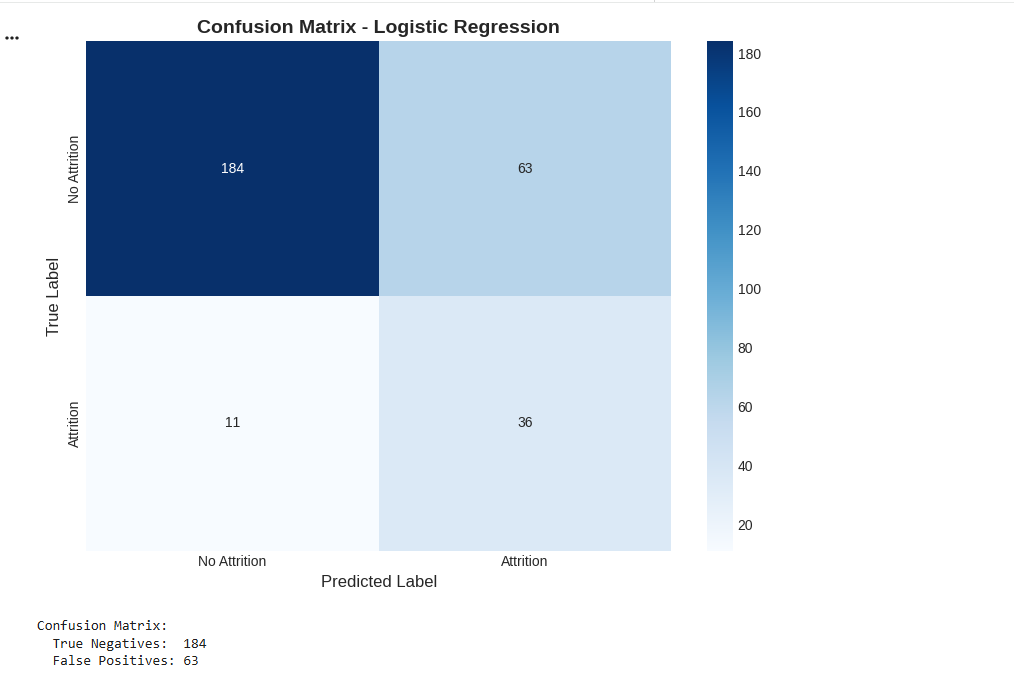 •••
Confusion Matrix - Logistic Regression
True Label
No Attrition
184
63
Attrition
11
36
No Attrition
Attrition
Predicted Label
180
160
140
120
100
80
60
40
20
Confusion Matrix:
True Negatives:  184
False Positives: 63